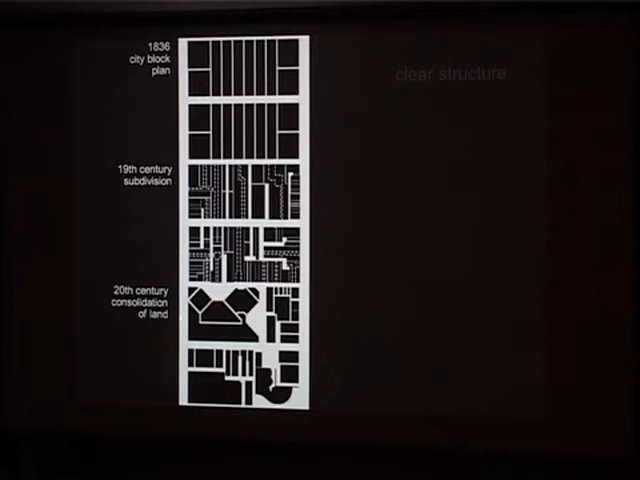 1836
city block
plan
clear structure
19th century
subdivision
20th century
consolidation
of land